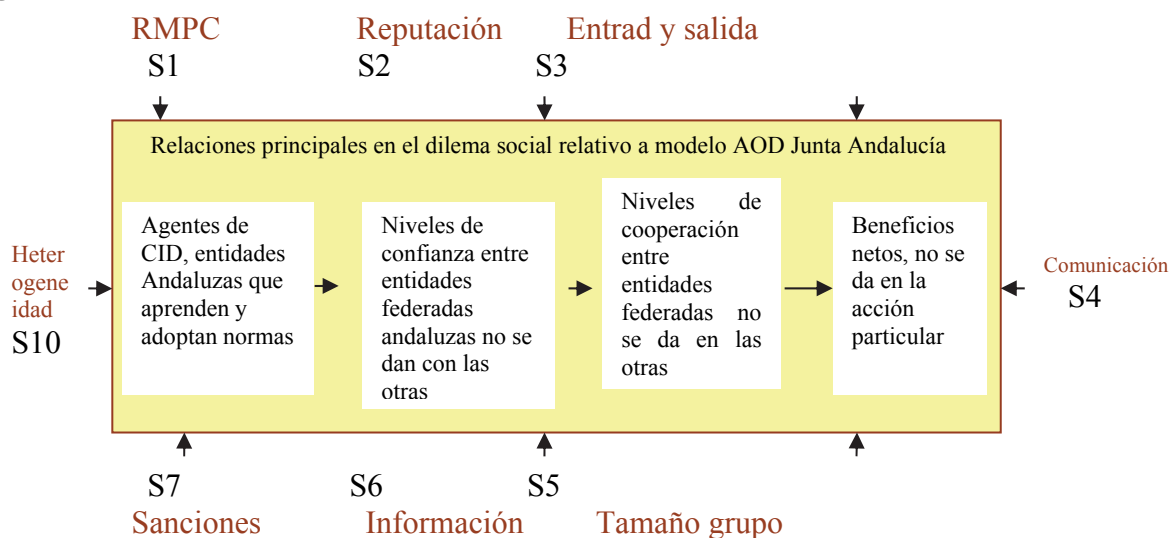 RMPC Reputación Entrad y salida
S1 S2 S3
Relaciones principales en el dilema social relativo a modelo AOD Junta Andalucía
Heter
ogene
idad
S10
Agentes de
CID, entidades
Andaluzas que
aprenden y
adoptan normas
Niveles de
confianza entre
entidades
federadas
andaluzas no se
dan con las
otras
Niveles de
cooperación
entre
entidades
federadas no
se da en las
otras
Beneficios
netos, no se
da en la
acción
particular
Comunicación
S4
S7 S6 S5
Sanciones Información Tamaño grupo